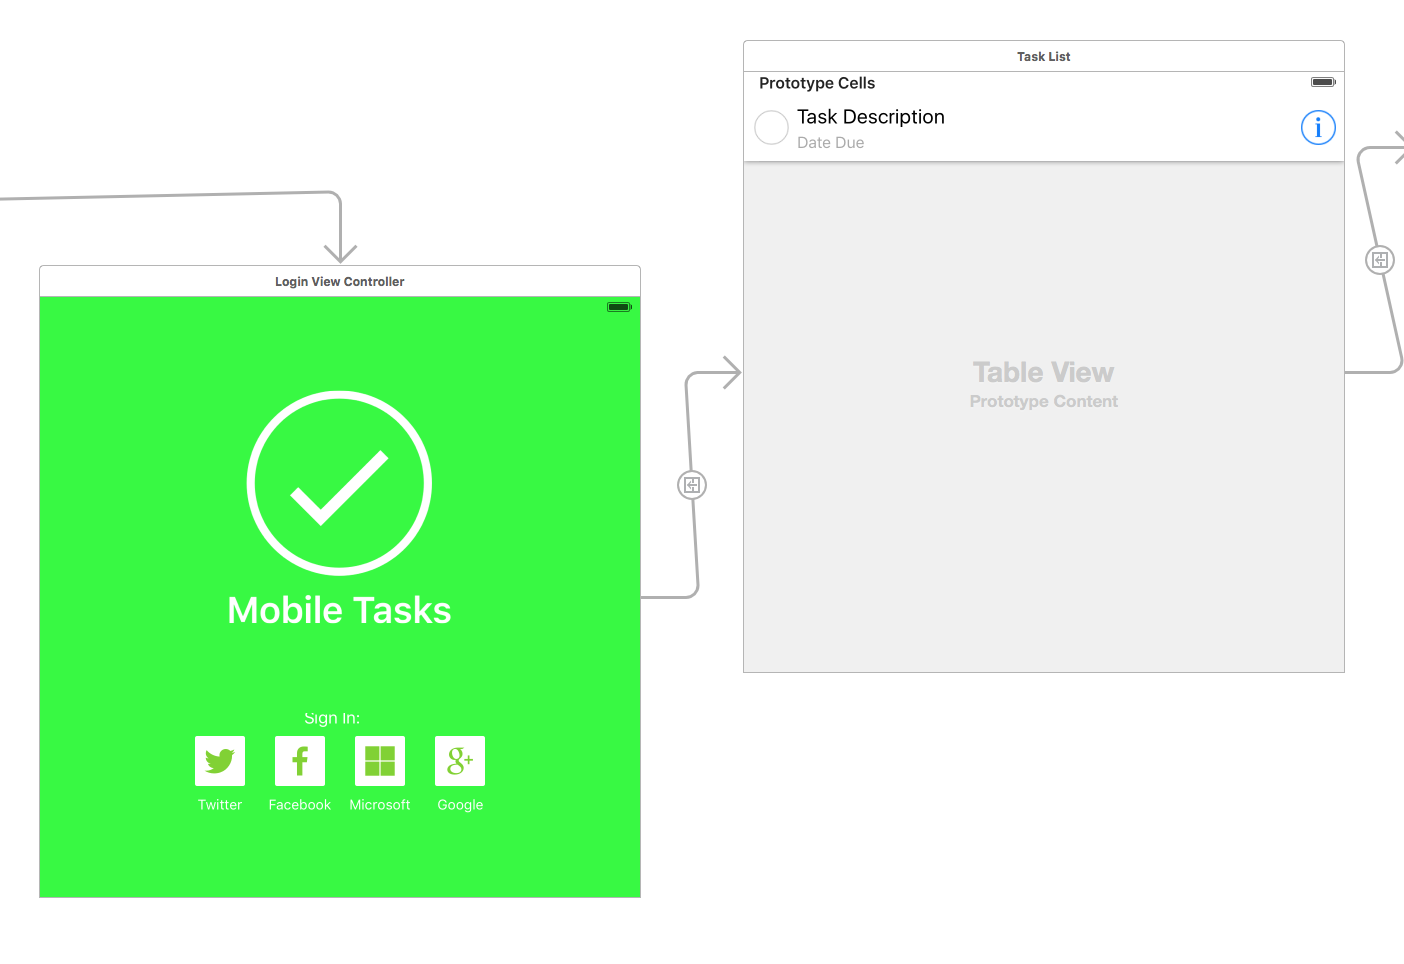 Task List
Prototype Cells
Task Description
Date Due
i
Table View
Prototype Content
Login View Controller
Mobile Tasks
Sign In:
Twitter Facebook Microsoft Google
g+